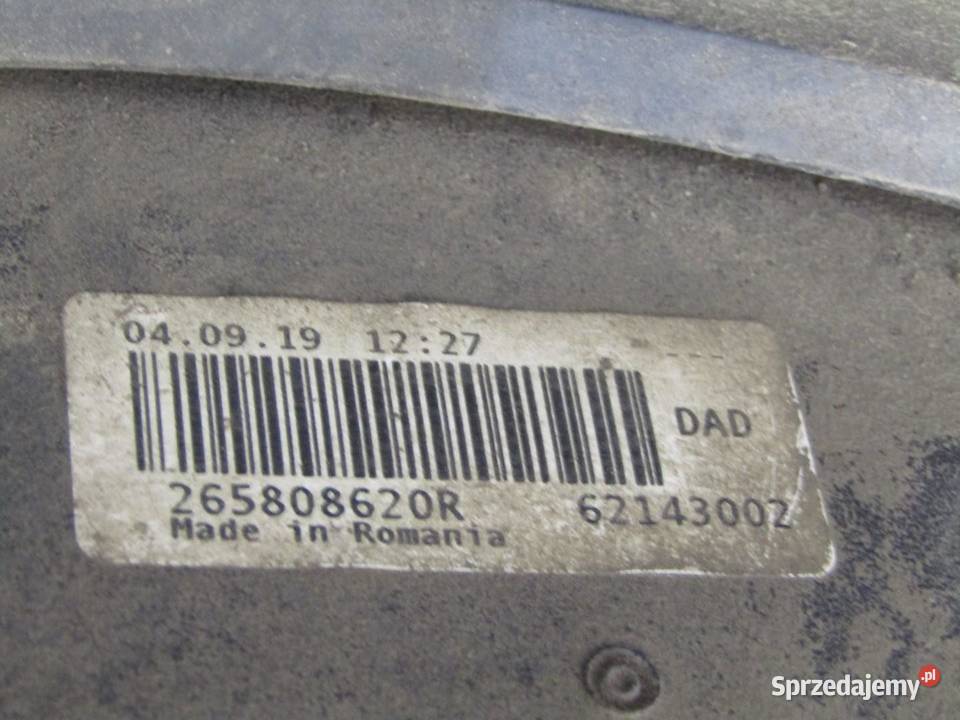 04.09.19 12:27 ---
DAD
265808620R 62143002
Made in Romania
Sprzedajemy.pl